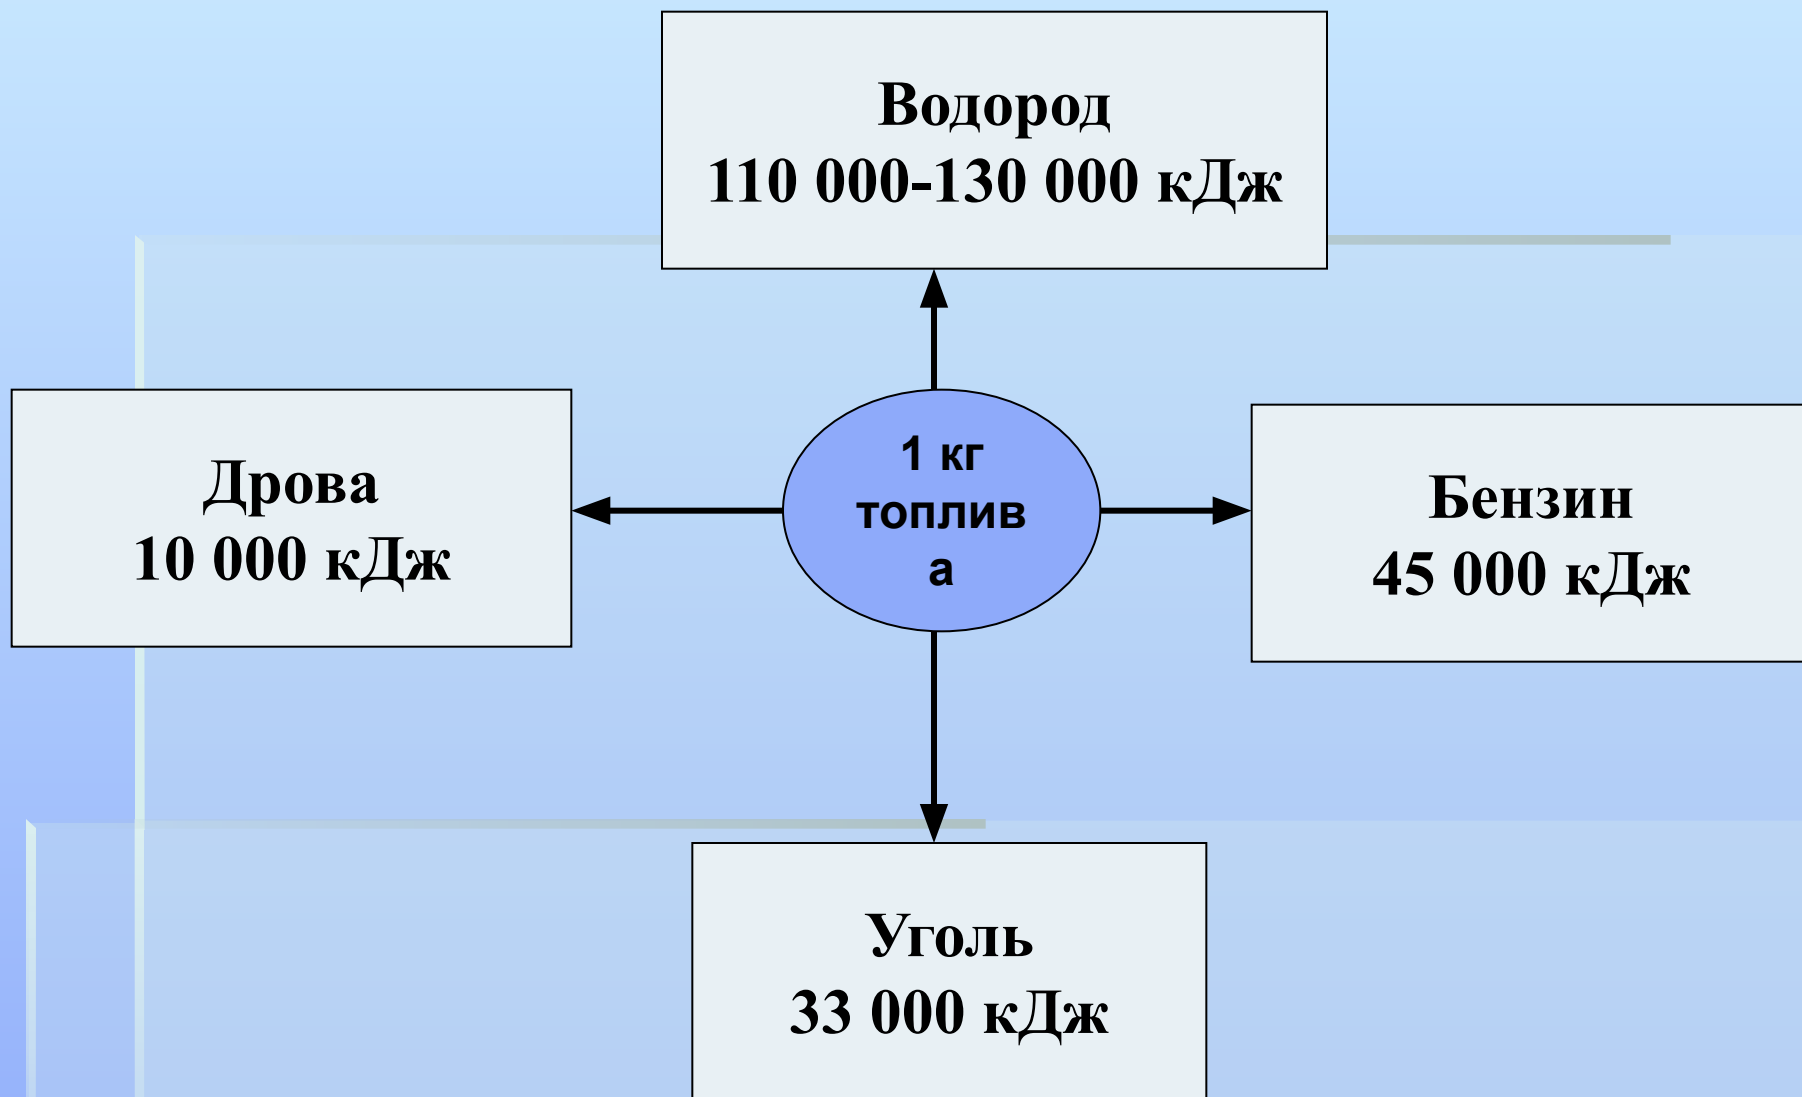 Водород
110 000-130 000 кДж
Дрова
10 000 кДж
1 кг
топлив
а
Бензин
45 000 кДж
Уголь
33 000 кДж